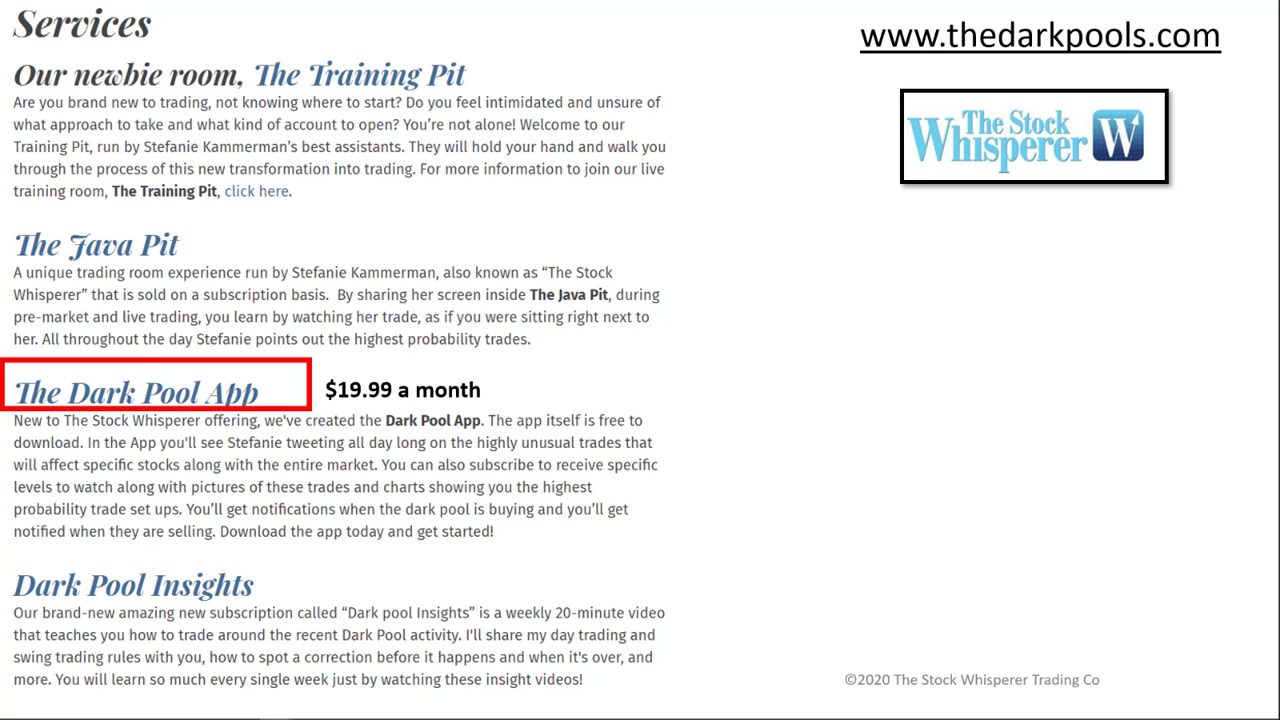 Services
www.thedarkpools.com
Our newbie room, The Training Pit
Are you brand new to trading, not knowing where to start? Do you feel intimidated and unsure of
what approach to take and what kind of account to open? You're not alone! Welcome to our
Training Pit, run by Stefanie Kammerman's best assistants. They will hold your hand and walk you
through the process of this new transformation into trading. For more information to join our live
training room, The Training Pit, click here.
The Stock
Whisperer W
The Java Pit
A unique trading room experience run by Stefanie Kammerman, also known as “The Stock
Whisperer” that is sold on a subscription basis.  By sharing her screen inside The Java Pit, during
pre-market and live trading, you learn by watching her trade, as if you were sitting right next to
her. All throughout the day Stefanie points out the highest probability trades.
The Dark Pool App
$19.99 a month
New to The Stock Whisperer offering, we've created the Dark Pool App. The app itself is free to
download. In the App you'll see Stefanie tweeting all day long on the highly unusual trades that
will affect specific stocks along with the entire market. You can also subscribe to receive specific
levels to watch along with pictures of these trades and charts showing you the highest
probability trade set ups. You’ll get notifications when the dark pool is buying and you’ll get
notified when they are selling. Download the app today and get started!
Dark Pool Insights
Our brand-new amazing new subscription called “Dark pool Insights” is a weekly 20-minute video
that teaches you how to trade around the recent Dark Pool activity. I'll share my day trading and
swing trading rules with you, how to spot a correction before it happens and when it's over, and
more. You will learn so much every single week just by watching these insight videos!
©2020 The Stock Whisperer Trading Co